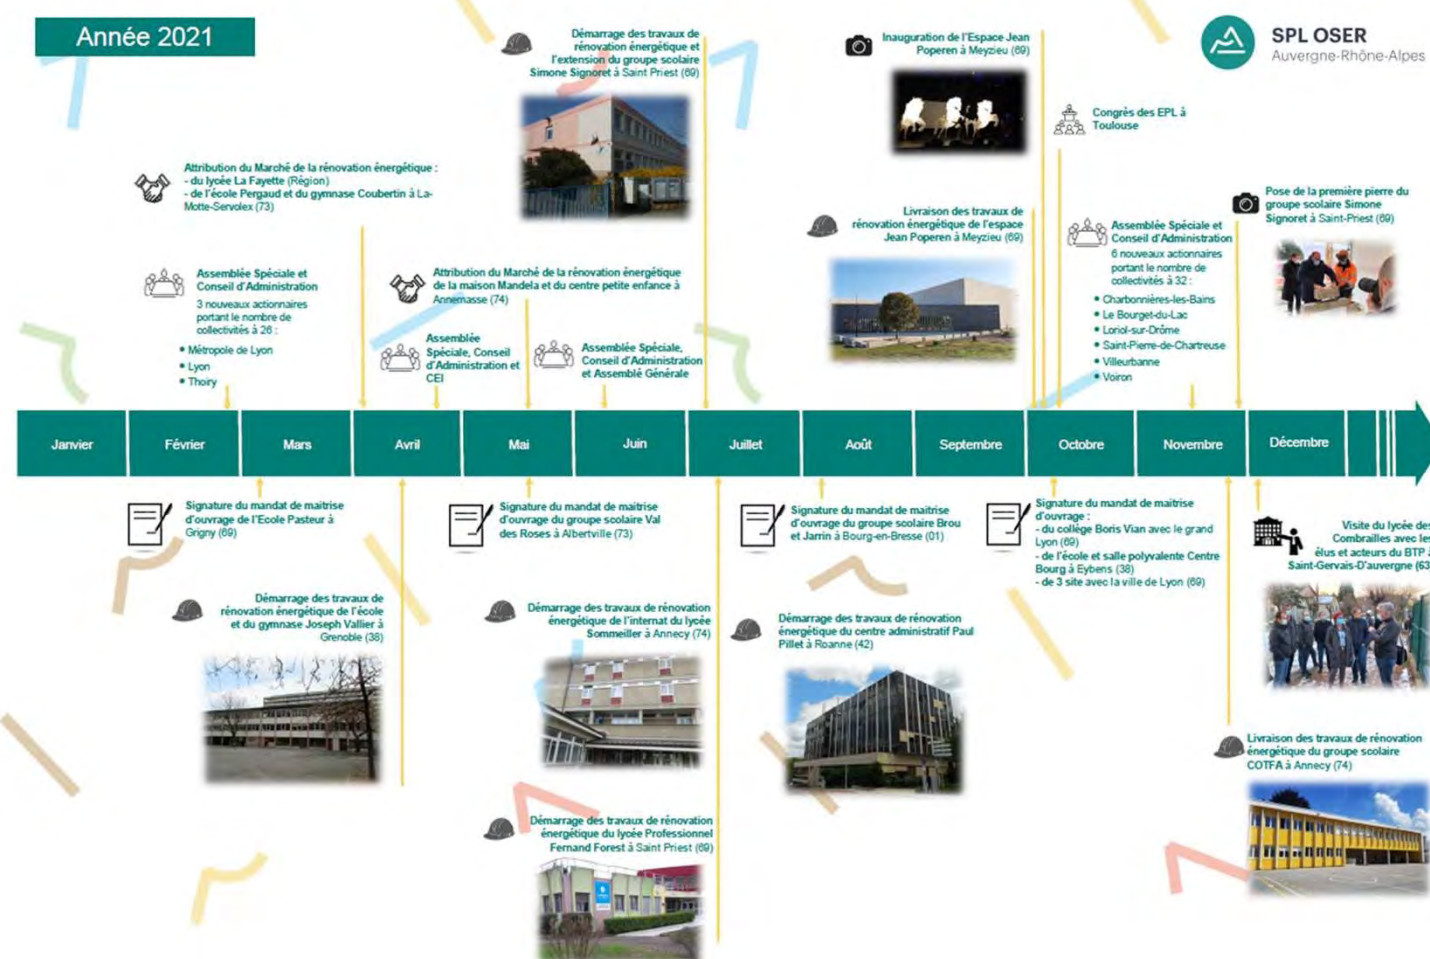 Année 2021
SPL OSER
Auvergne-Rhône-Alpes
Démarrage des travaux de
rénovation énergétique et
l'extension du groupe scolaire
Simone Signoret à Saint Priest (69)
Inauguration de l'Espace Jean
Poperen à Meyzieu (69)
Congrès des EPL à
Toulouse
Attribution du Marché de la rénovation énergétique :
- du lycée La Fayette (Région)
- de l'école Pergaud et du gymnase Coubertin à La-
Motte-Servolex (73)
Livraison des travaux de
rénovation énergétique de l'espace
Jean Poperen à Meyzieu (69)
Pose de la première pierre du
groupe scolaire Simone
Signoret à Saint-Priest (69)
Assemblée Spéciale et
Conseil d'Administration
3 nouveaux actionnaires
portant le nombre de
collectivités à 26 :
• Métropole de Lyon
• Lyon
• Thoiry
Attribution du Marché de la rénovation énergétique
de la maison Mandela et du centre petite enfance à
Annemasse (74)
Assemblée
Spéciale, Conseil
d'Administration et
CEI
Assemblée Spéciale,
Conseil d'Administration
et Assemblé Générale
Assemblée Spéciale et
Conseil d'Administration
6 nouveaux actionnaires
portant le nombre de
collectivités à 32 :
• Charbonnières-les-Bains
• Le Bourget-du-Lac
• Loriol-sur-Drôme
• Saint-Pierre-de-Chartreuse
• Villeurbanne
• Voiron
Janvier
Février
Mars
Avril
Mai
Juin
Juillet
Août
Septembre
Octobre
Novembre
Décembre
Signature du mandat de maitrise
d'ouvrage de l'Ecole Pasteur à
Grigny (69)
Signature du mandat de maitrise
d'ouvrage du groupe scolaire Val
des Roses à Albertville (73)
Signature du mandat de maitrise
d'ouvrage du groupe scolaire Brou
et Jarrin à Bourg-en-Bresse (01)
Signature du mandat de maitrise
d'ouvrage :
- du collège Boris Vian avec le grand
Lyon (69)
- de l'école et salle polyvalente Centre
Bourg à Eybens (38)
- de 3 site avec la ville de Lyon (69)
Visite du lycée des
Combrailles avec les
élus et acteurs du BTP à
Saint-Gervais-D'auvergne (63)
Démarrage des travaux de
rénovation énergétique de l'école
et du gymnase Joseph Vallier à
Grenoble (38)
Démarrage des travaux de rénovation
énergétique de l'internat du lycée
Sommeiller à Annecy (74)
Démarrage des travaux de rénovation
énergétique du centre administratif Paul
Pillet à Roanne (42)
Livraison des travaux de rénovation
énergétique du groupe scolaire
COTFA à Annecy (74)
Démarrage des travaux de rénovation
énergétique du lycée Professionnel
Fernand Forest à Saint Priest (69)